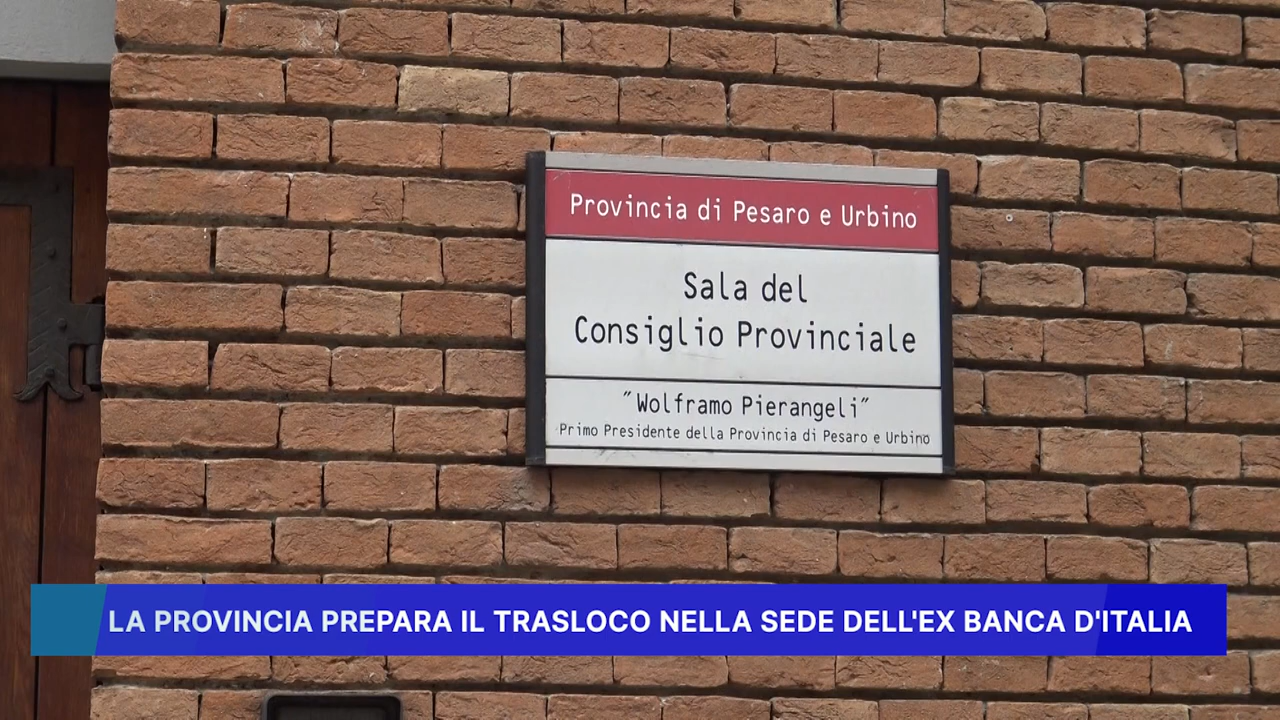 Provincia di Pesaro e Urbino
Sala del
Consiglio Provinciale
"Wolframo Pierangeli"
Primo Presidente della Provincia di Pesaro e Urbino
LA PROVINCIA PREPARA IL TRASLOCO NELLA SEDE DELL'EX BANCA D'ITALIA